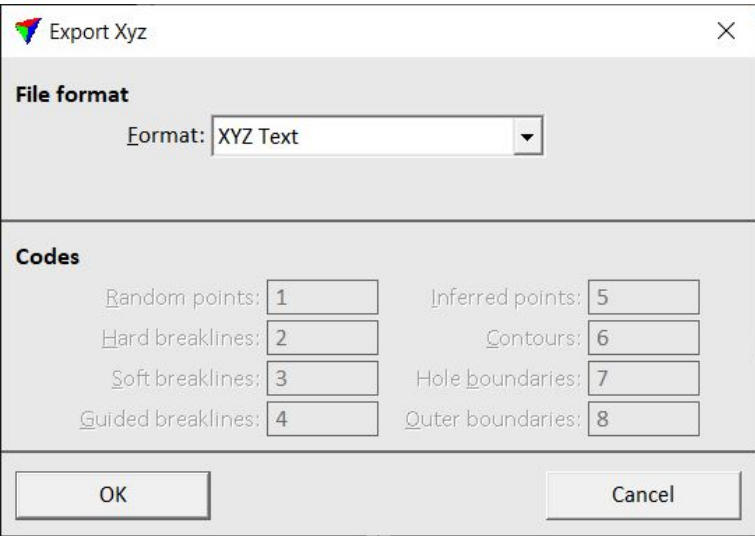 Export Xyz
File format
Format: XYZ Text
Codes
Random points: 1 Inferred points: 5
Hard breaklines: 2 Contours: 6
Soft breaklines: 3 Hole boundaries: 7
Guided breaklines: 4 Outer boundaries: 8
OK Cancel